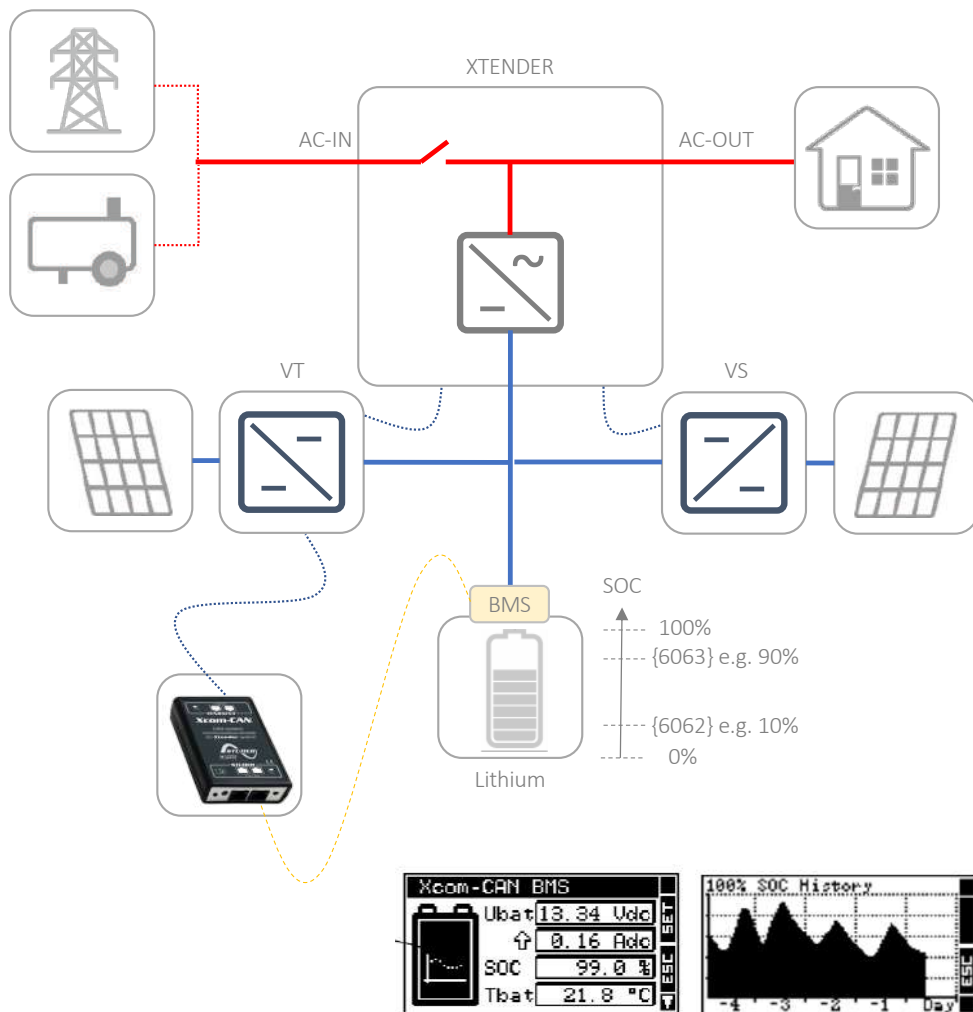 XTENDER
AC-IN
AC-OUT
VT
VS
BMS
SOC
100%
{6063} e.g. 90%
{6062} e.g. 10%
0%
Lithium
Xcom-CAN
Xcom-CAN BMS
Ubat 13.34 Vdc
0.16 Adc
SOC 99.0 %
Tbat 21.8 °C
SET
ESC
100% SOC History
-4 -3 -2 -1 Day
ESC